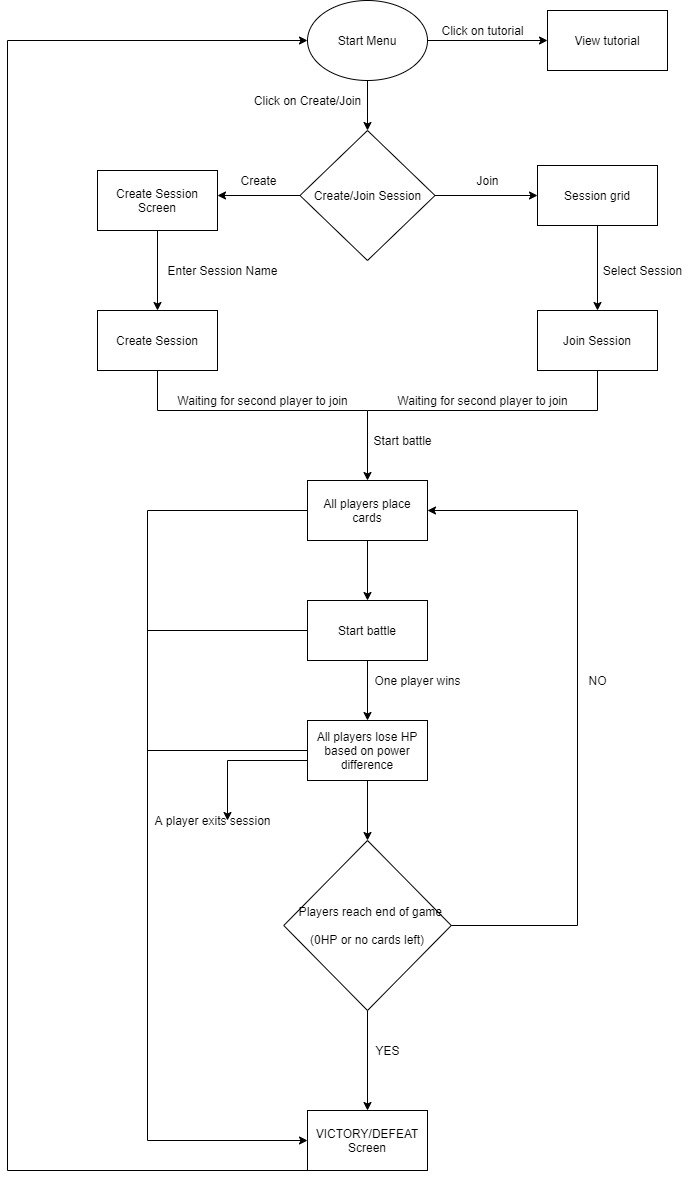 Start Menu
Click on tutorial
View tutorial
Click on Create/Join
Create/Join Session
Create
Join
Create Session
Screen
Session grid
Enter Session Name
Select Session
Create Session
Join Session
Waiting for second player to join
Waiting for second player to join
Start battle
All players place
cards
Start battle
One player wins
NO
All players lose HP
based on power
difference
A player exits session
Players reach end of game
(0HP or no cards left)
YES
VICTORY/DEFEAT
Screen